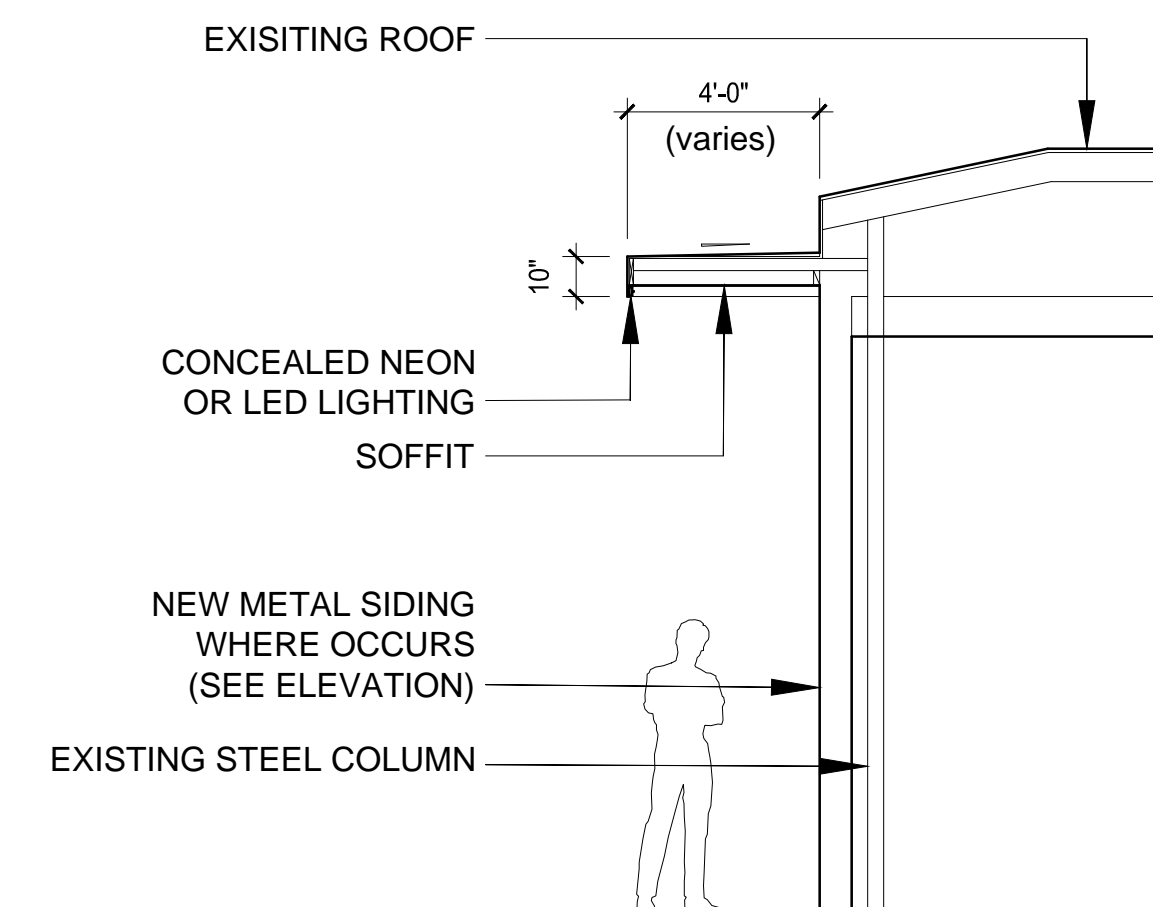 EXISITING ROOF
4'-0"
(varies)
10"
CONCEALED NEON
OR LED LIGHTING
SOFFIT
NEW METAL SIDING
WHERE OCCURS
(SEE ELEVATION)
EXISTING STEEL COLUMN